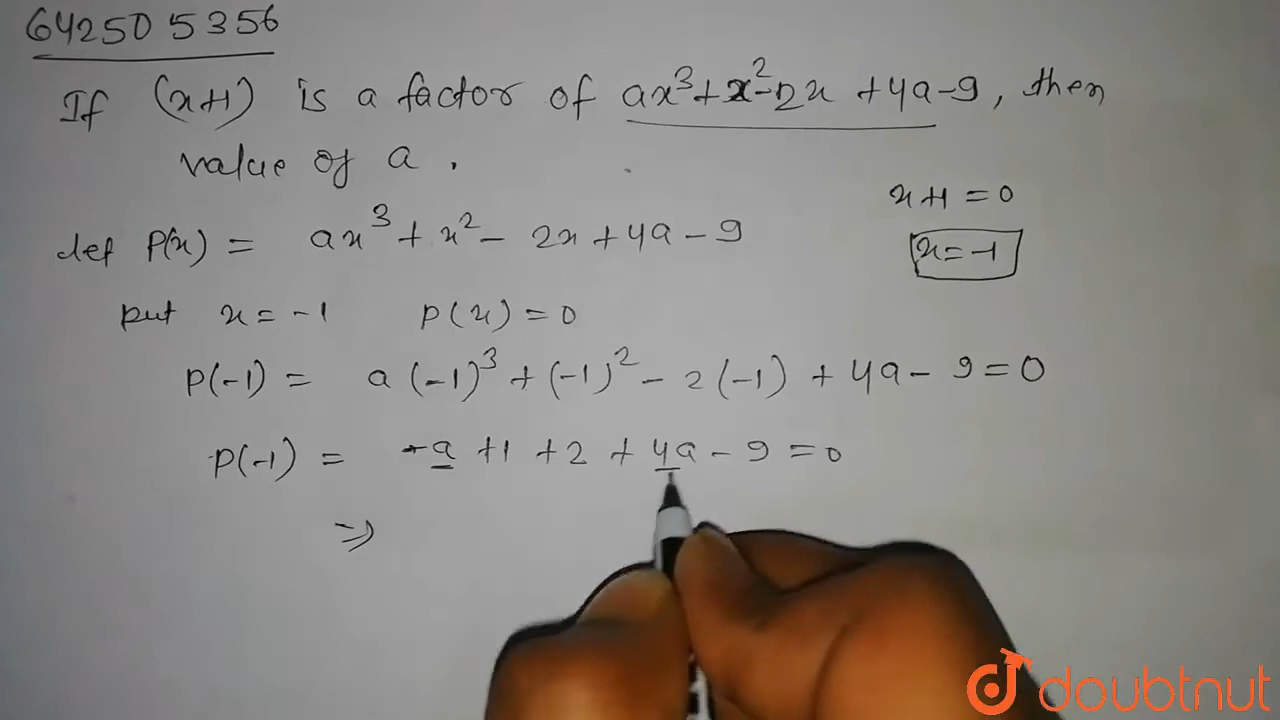 642505356
If (x+1) is a factor of ax³+x²-2x+4a-9, then
value of a .
x+1=0
x=-1
def P(x) = ax³+x²-2x+4a-9
put x=-1 P(x)=0
P(-1) = a(-1)³+(-1)²-2(-1)+4a-9=0
P(-1) = -a+1+2+4a-9=0
⇒
doubtnut